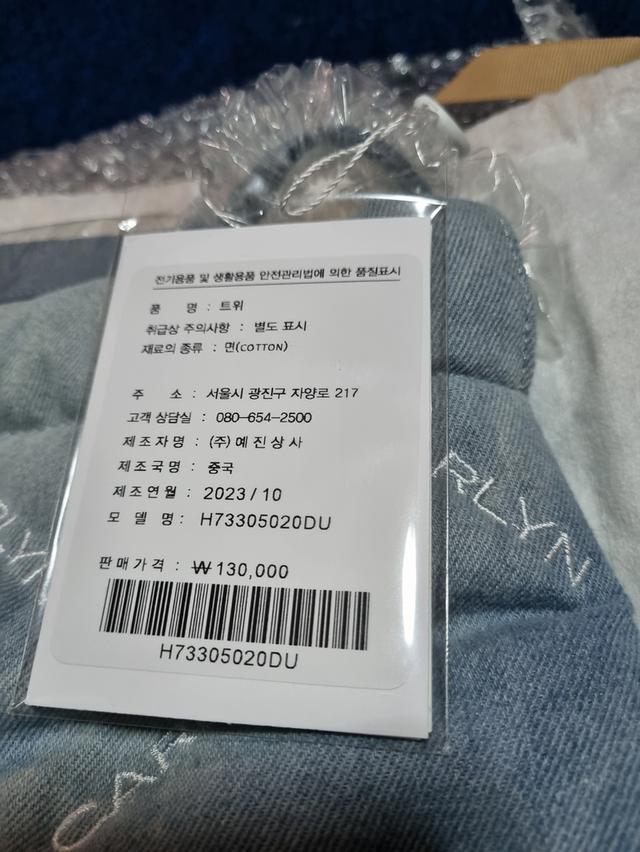 전기용품 및 생활용품 안전관리법에 의한 품질표시
품 명 : 트위
취급상 주의사항 : 별도 표시
재료의 종류 : 면(COTTON)
주 소 : 서울시 광진구 자양로 217
고객 상담실 : 080-654-2500
제조자명 : (주)예진상사
제조국명 : 중국
제조연월 : 2023/10
모델명 : H73305020DU
판매가격 : ₩130,000
H73305020DU
RLYN
RLY
CAR